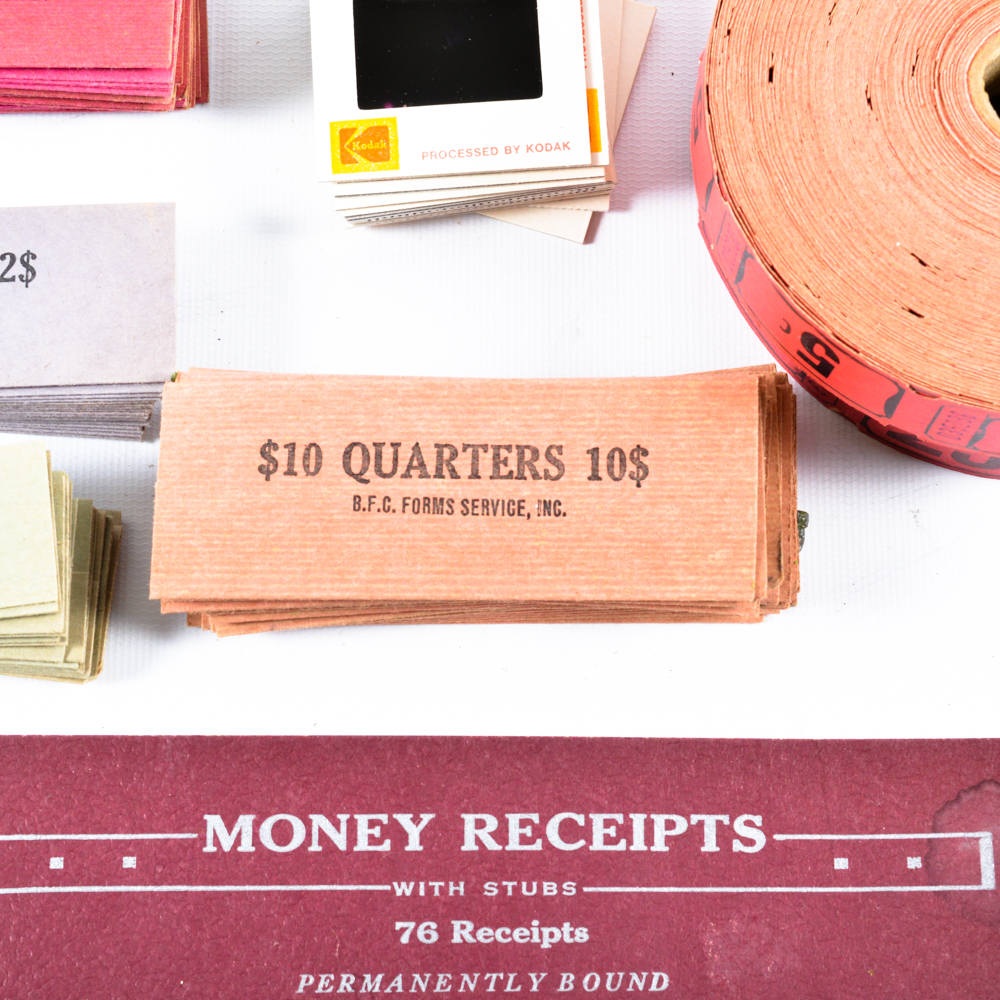 Kodak
PROCESSED BY KODAK
2$
5¢
$10 QUARTERS 10$
B.F.C. FORMS SERVICE, INC.
MONEY RECEIPTS
WITH STUBS
76 Receipts
PERMANENTLY BOUND